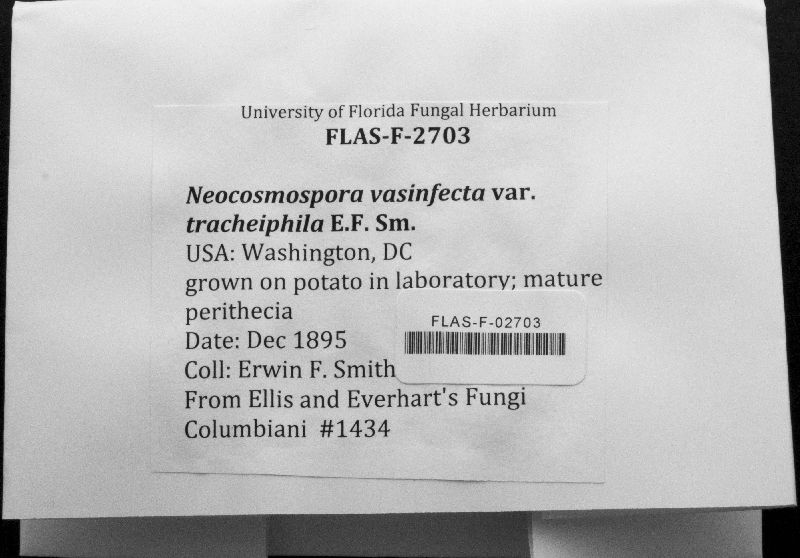 University of Florida Fungal Herbarium
FLAS-F-2703
Neocosmospora vasinfecta var.
tracheiphila E.F. Sm.
USA: Washington, DC
grown on potato in laboratory; mature
perithecia
Date: Dec 1895
Coll: Erwin F. Smith
From Ellis and Everhart's Fungi
Columbiani #1434
FLAS-F-02703